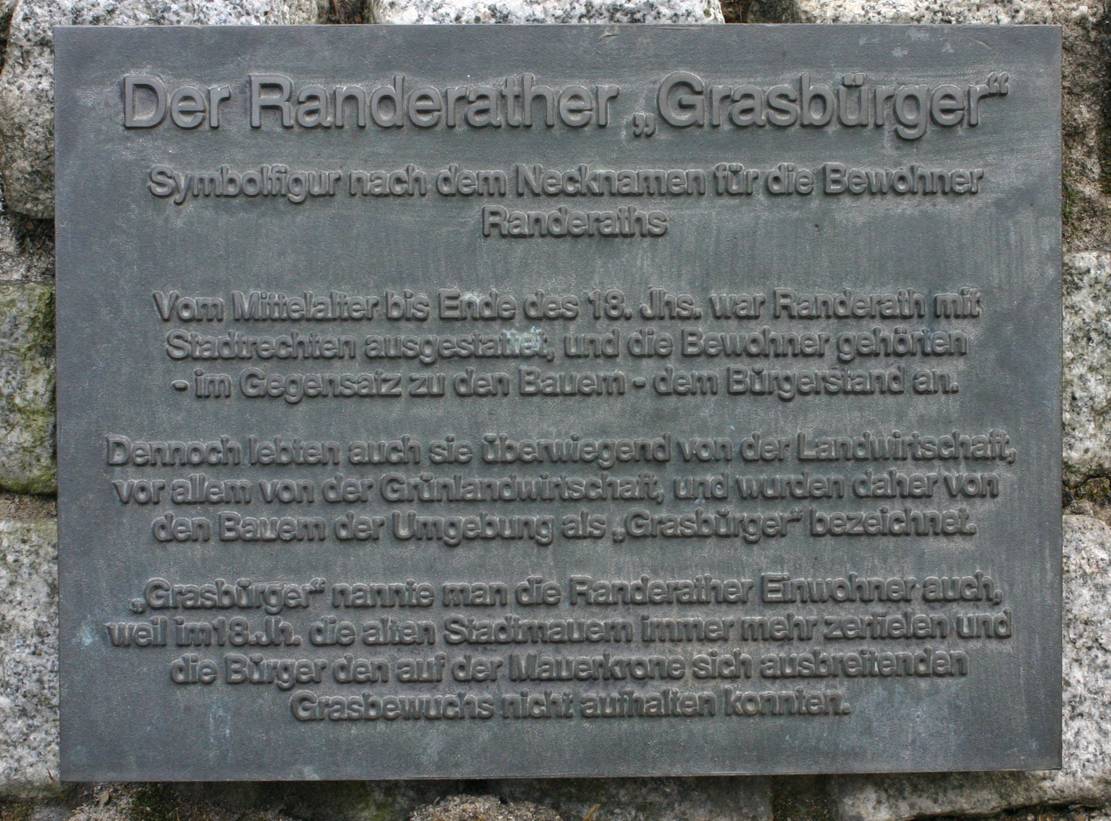 Der Randerather „Grasbürger“
Symbolfigur nach dem Necknamen für die Bewohner
Randeraths
Vom Mittelalter bis Ende des 18. Jhs. war Randerath mit
Stadtrechten ausgestattet, und die Bewohner gehörten
- im Gegensatz zu den Bauern - dem Bürgerstand an.
Dennoch lebten auch sie überwiegend von der Landwirtschaft,
vor allem von der Grünlandwirtschaft, und wurden daher von
den Bauern der Umgebung als „Grasbürger“ bezeichnet.
„Grasbürger“ nannte man die Randerather Einwohner auch,
weil im18.Jh. die alten Stadtmauern immer mehr zerfielen und
die Bürger den auf der Mauerkrone sich ausbreitenden
Grasbewuchs nicht aufhalten konnten.